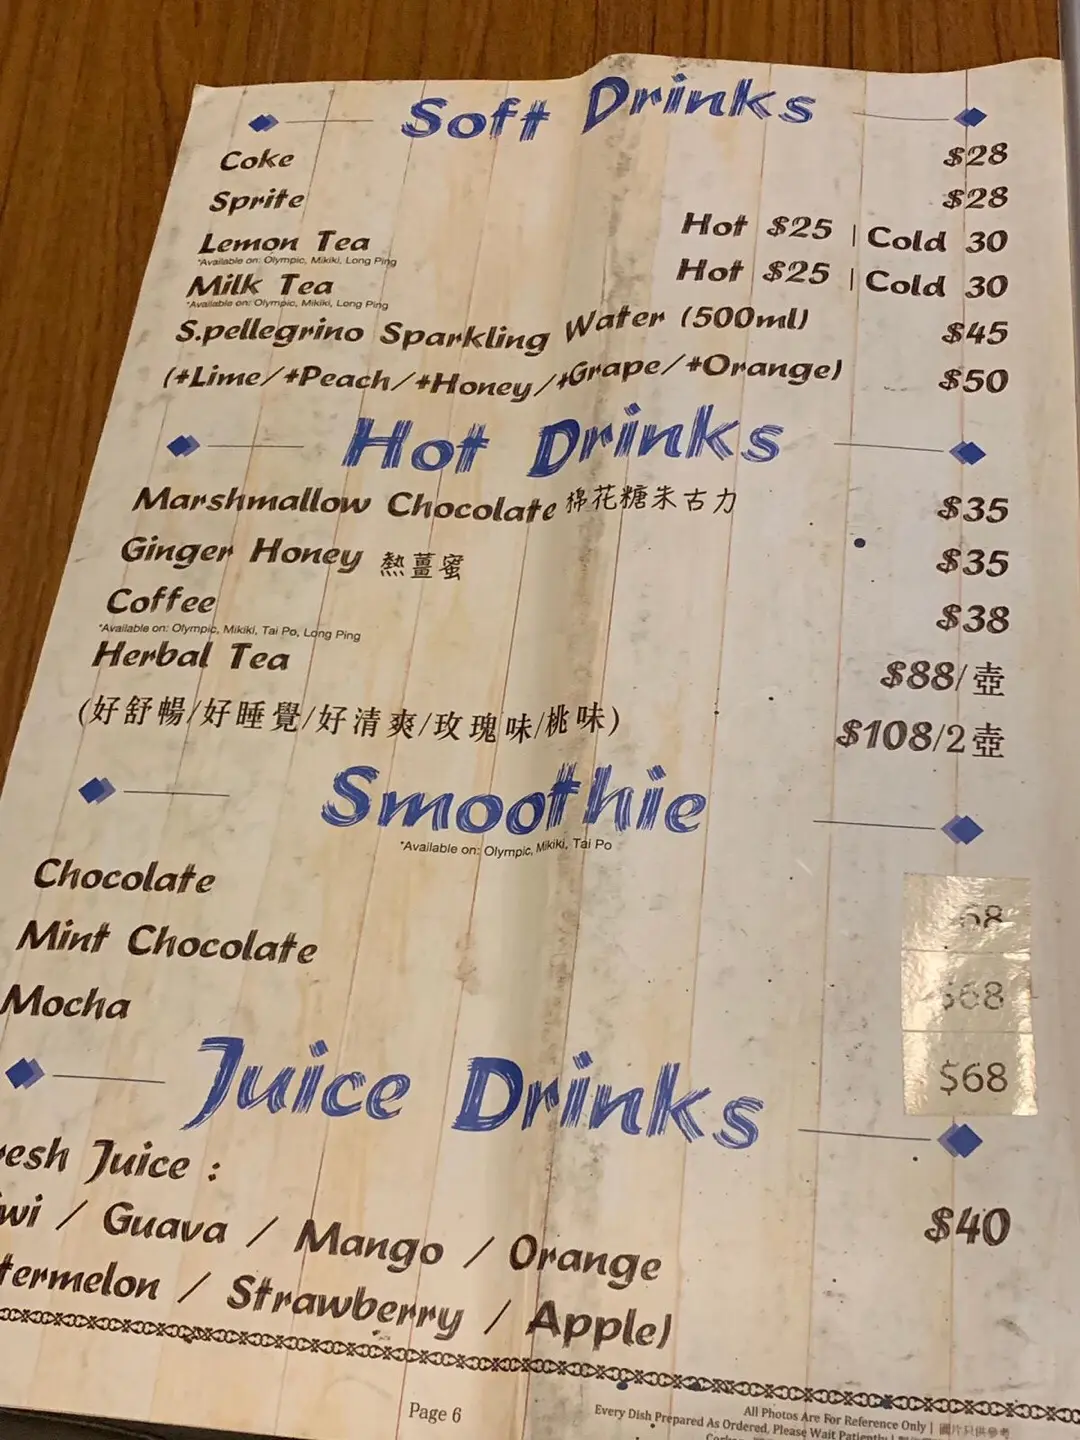 Soft Drinks
Coke $28
Sprite $28
Lemon Tea Hot $25 | Cold 30
*Available on: Olympic, Mikiki, Long Ping
Milk Tea Hot $25 | Cold 30
*Available on: Olympic, Mikiki, Long Ping
S.pellegrino Sparkling Water (500ml) $45
(+Lime/+Peach/+Honey/+Grape/+Orange) $50
Hot Drinks
Marshmallow Chocolate 棉花糖朱古力 $35
Ginger Honey 熱薑蜜 $35
Coffee $38
*Available on: Olympic, Mikiki, Tai Po, Long Ping
Herbal Tea $88/壺
(好舒暢/好睡覺/好清爽/玫瑰味/桃味) $108/2壺
Smoothie
*Available on: Olympic, Mikiki, Tai Po
Chocolate $68
Mint Chocolate $68
Mocha $68
Juice Drinks
resh Juice :
wi / Guava / Mango / Orange $40
termelon / Strawberry / Apple)
Page 6
All Photos Are For Reference Only | 圖片只供參考
Every Dish Prepared As Ordered, Please Wait Patiently |